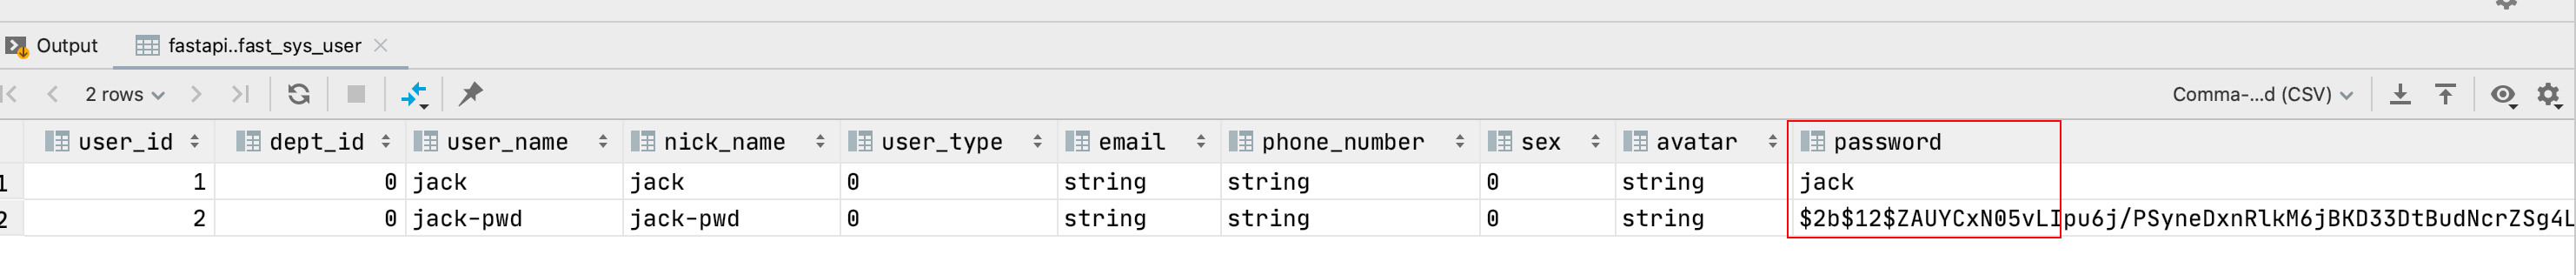 Output fastapi..fast_sys_user
2 rows Comma-...d (CSV)
user_id dept_id user_name nick_name user_type email phone_number sex avatar password
1 1 0 jack jack 0 string string 0 string jack
2 2 0 jack-pwd jack-pwd 0 string string 0 string $2b$12$ZAUYCxN05vLIpu6j/PSyneDxnRlkM6jBKD33DtBudNcrZSg4L